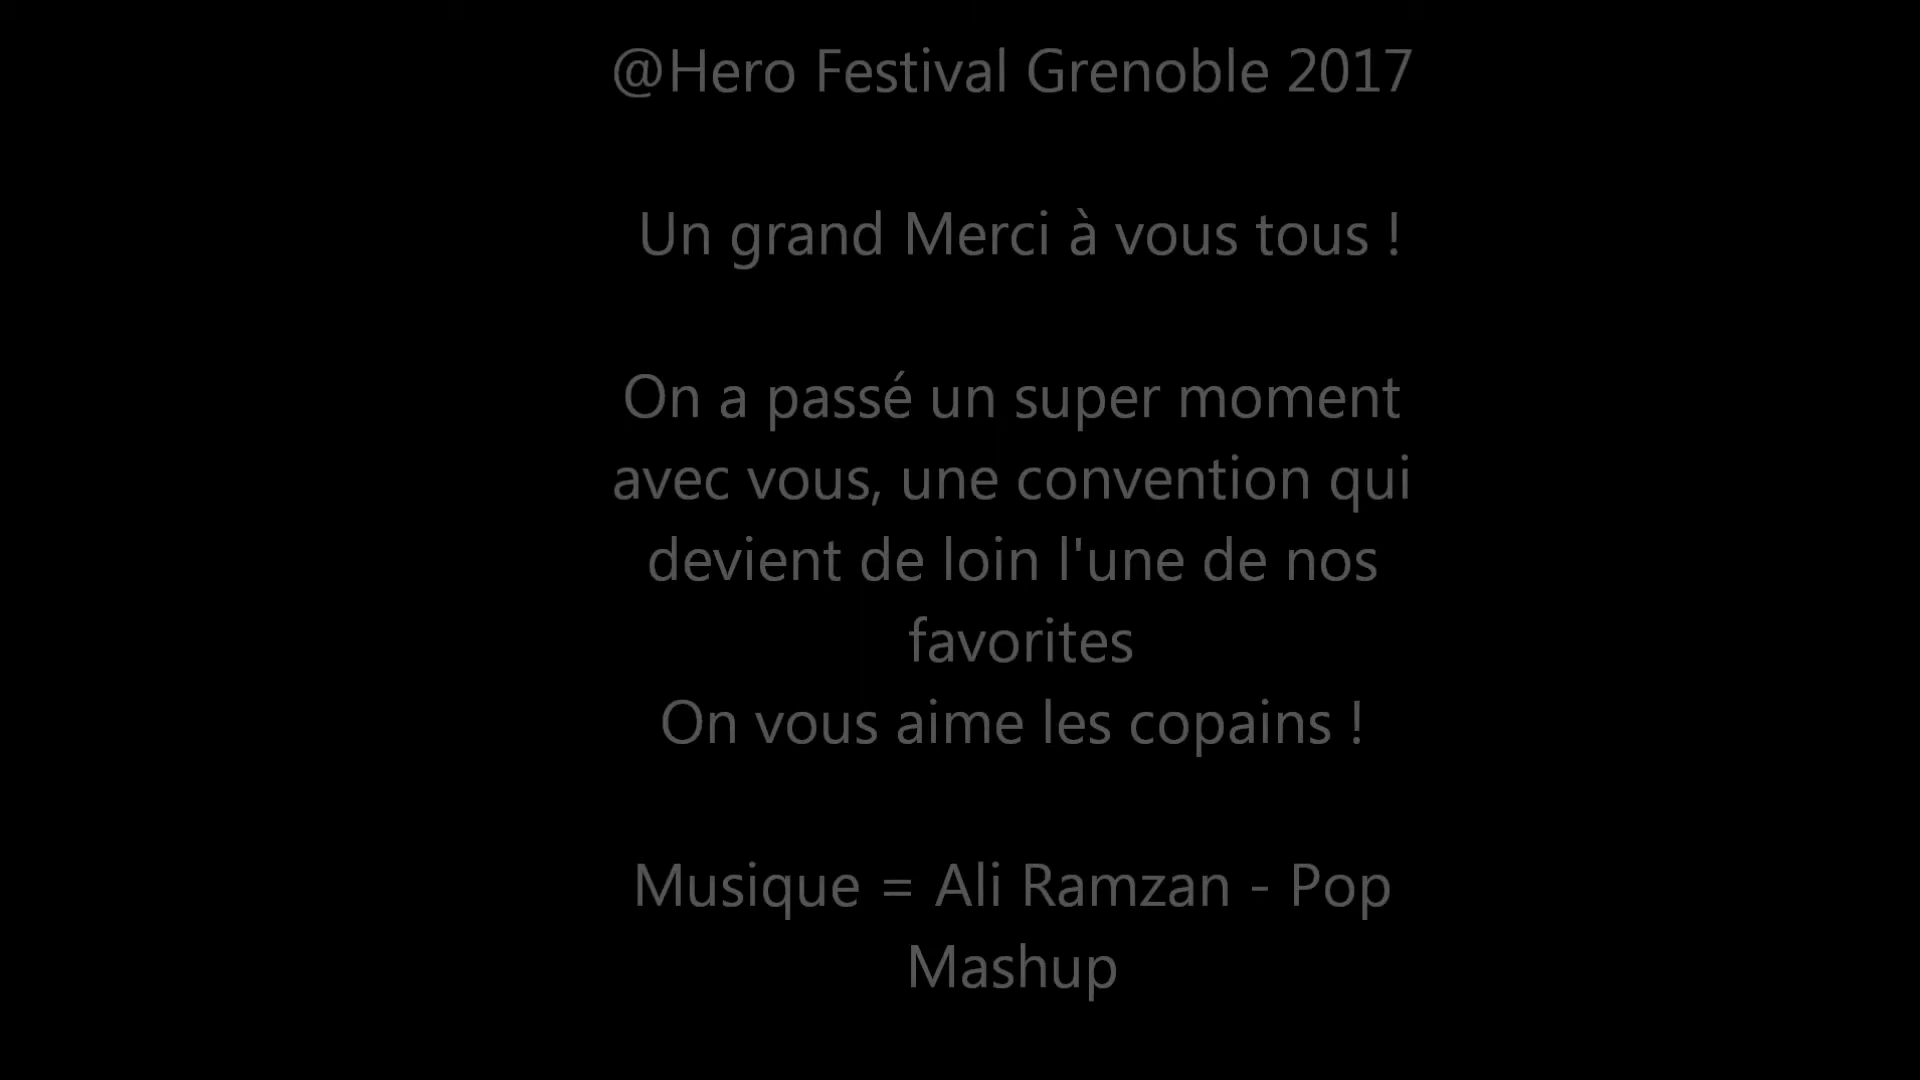 @Hero Festival Grenoble 2017
Un grand Merci à vous tous !
On a passé un super moment
avec vous, une convention qui
devient de loin l'une de nos
favorites
On vous aime les copains !
Musique = Ali Ramzan - Pop
Mashup